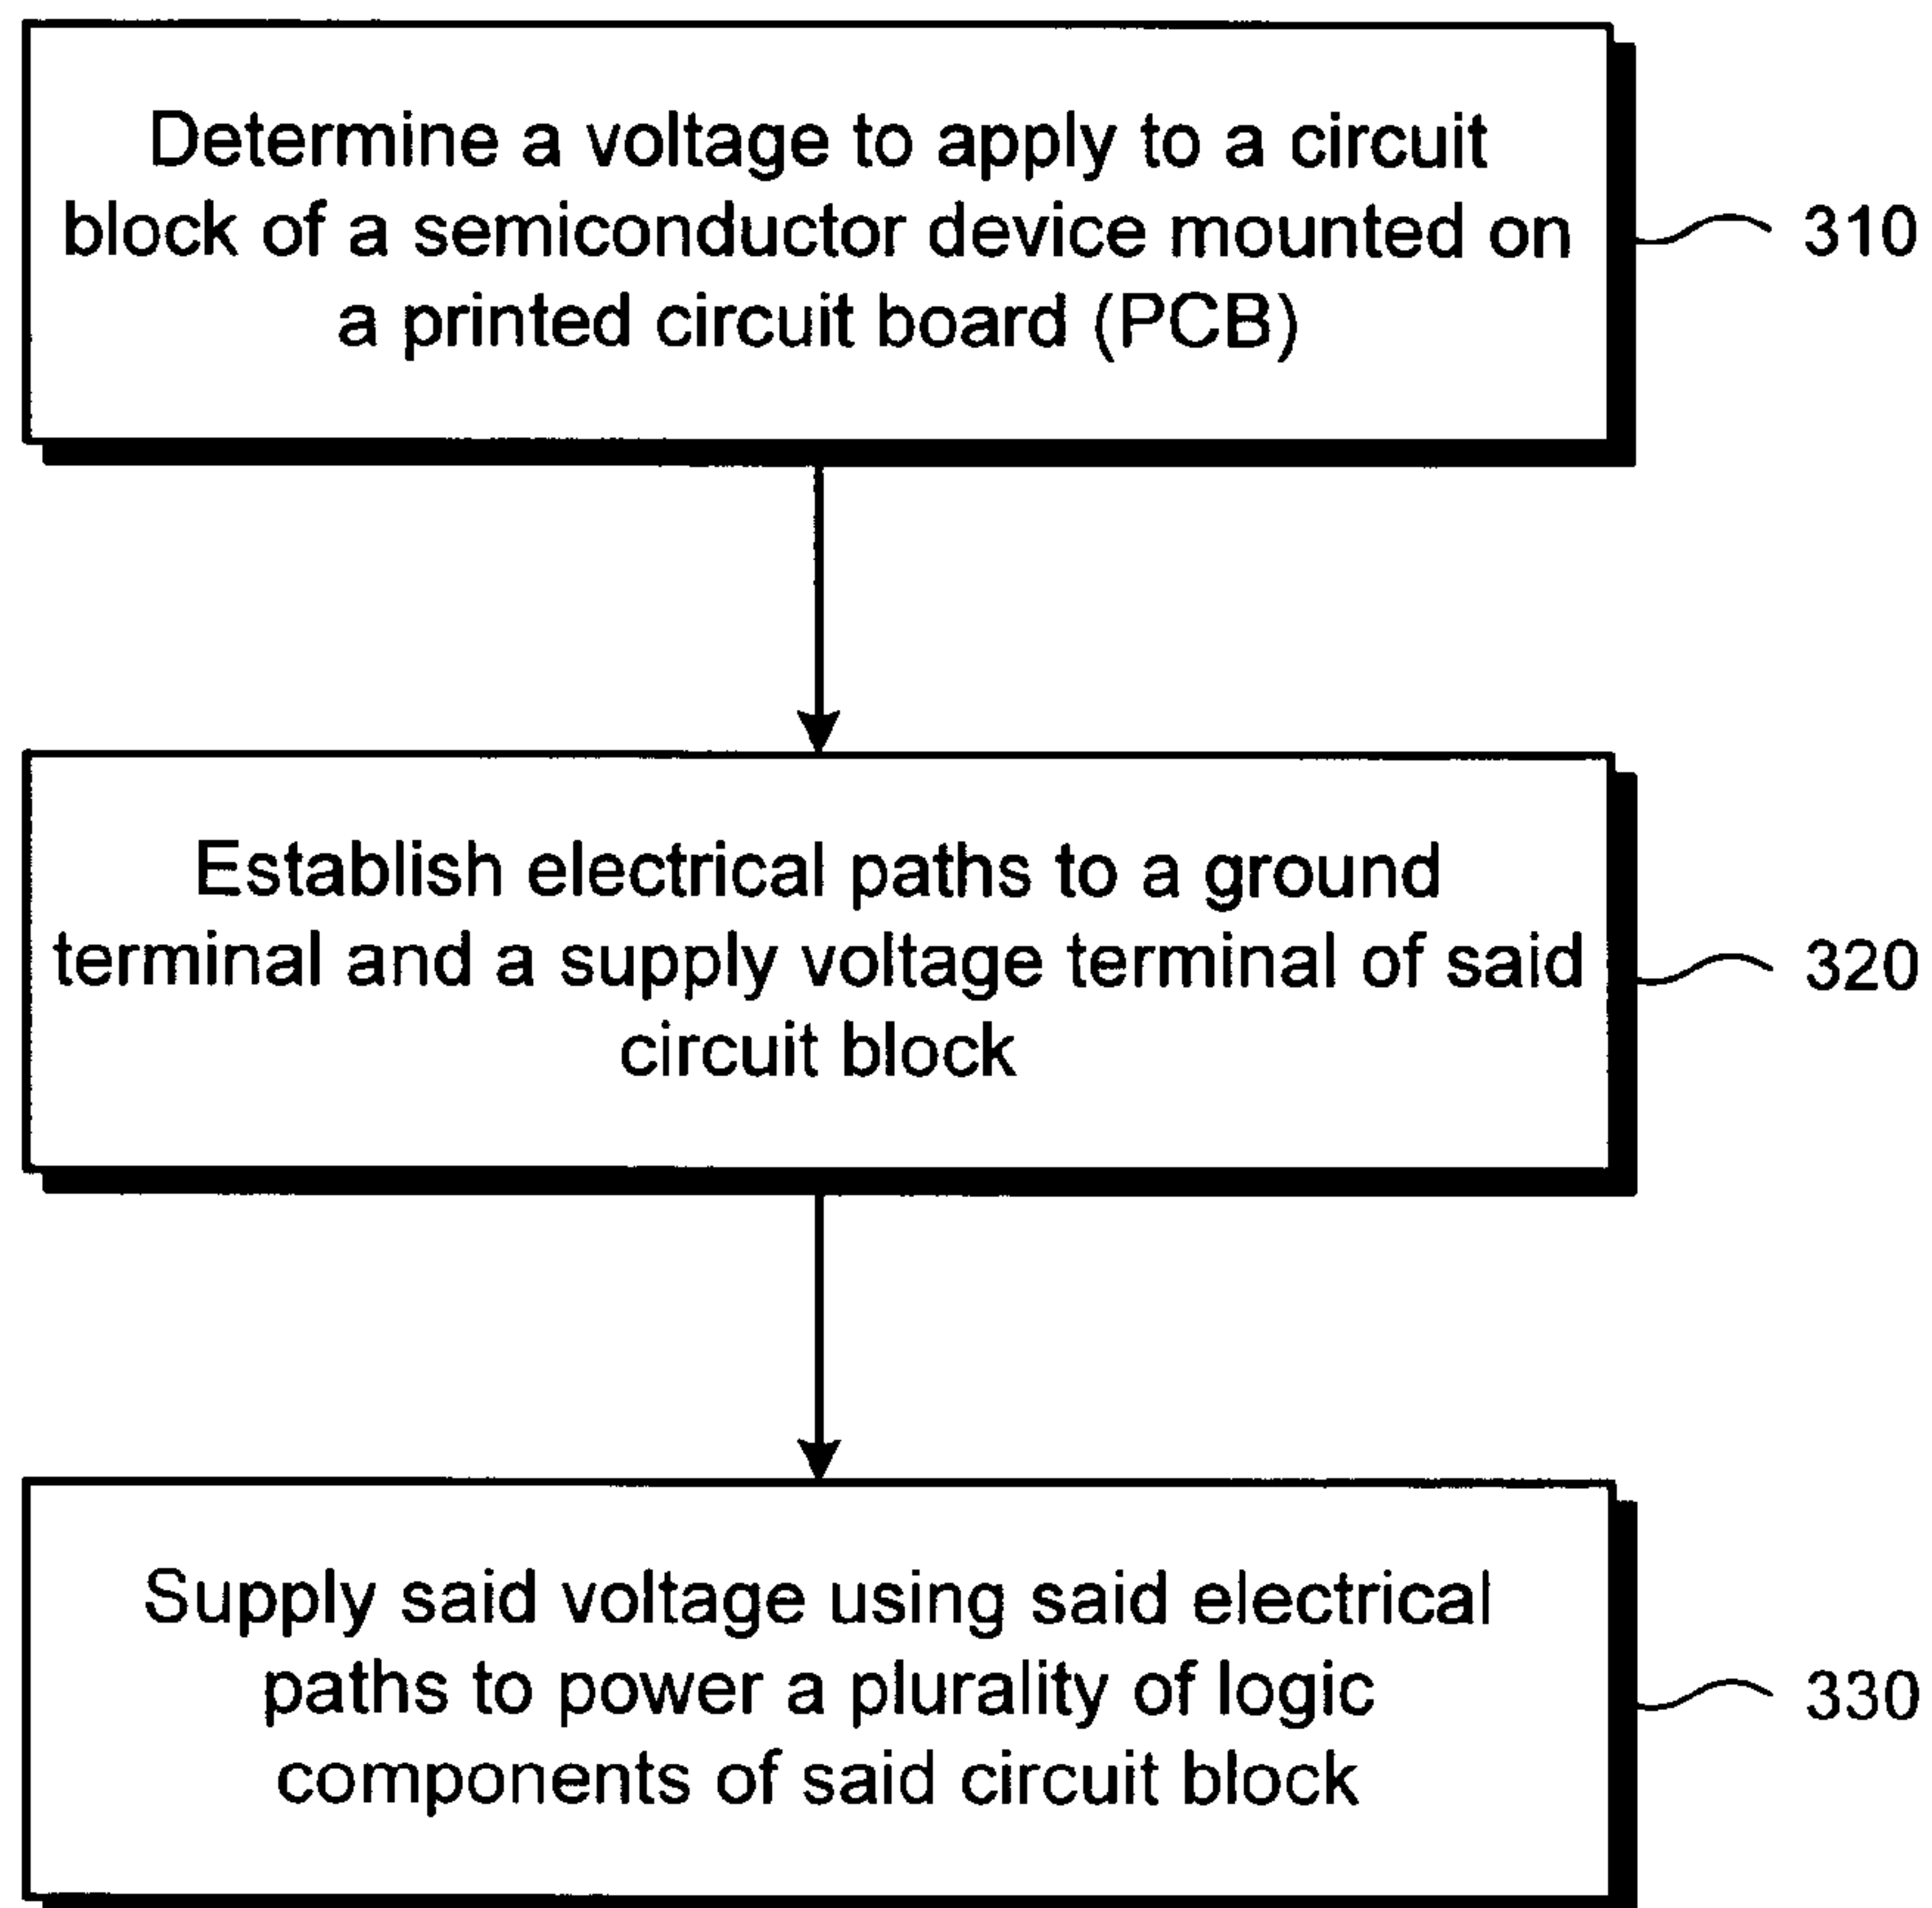 Determine a voltage to apply to a circuit
block of a semiconductor device mounted on
a printed circuit board (PCB)
310
Establish electrical paths to a ground
terminal and a supply voltage terminal of said
circuit block
320
Supply said voltage using said electrical
paths to power a plurality of logic
components of said circuit block
330